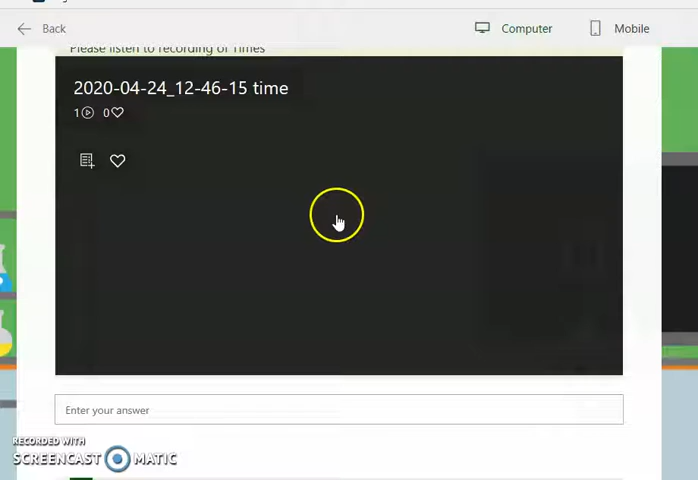 Back
Computer
Mobile
Please listen to recording of Times
2020-04-24_12-46-15 time
1 0
Enter your answer
RECORDED WITH
SCREENCAST MATIC